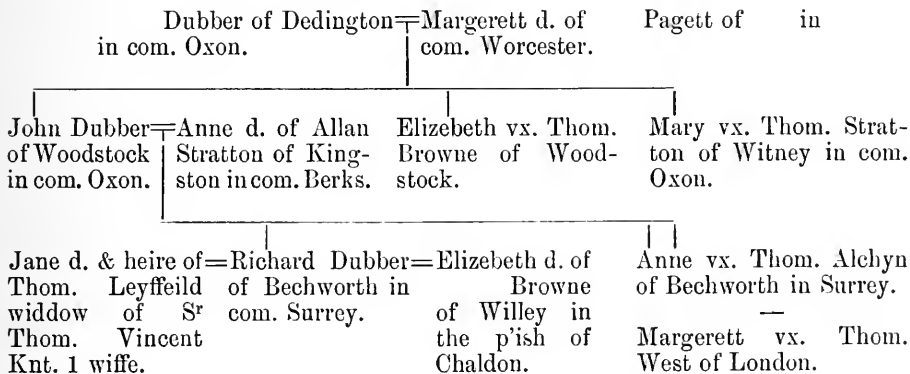 Dubber of Dedington=Margerett d. of Pagett of in
in com. Oxon. com. Worcester.
John Dubber=Anne d. of Allan
of Woodstock Stratton of King-
in com. Oxon. ston in com. Berks.
Elizebeth vx. Thom.
Browne of Wood-
stock.
Mary vx. Thom. Strat-
ton of Witney in com.
Oxon.
Jane d. & heire of=Richard Dubber=Elizebeth d. of
Thom. Leyffeild of Bechworth in Browne
widdow of Sr com. Surrey. of Willey in
Thom. Vincent the p'ish of
Knt. 1 wiffe. Chaldon.
Anne vx. Thom. Alchyn
of Bechworth in Surrey.
—
Margerett vx. Thom.
West of London.